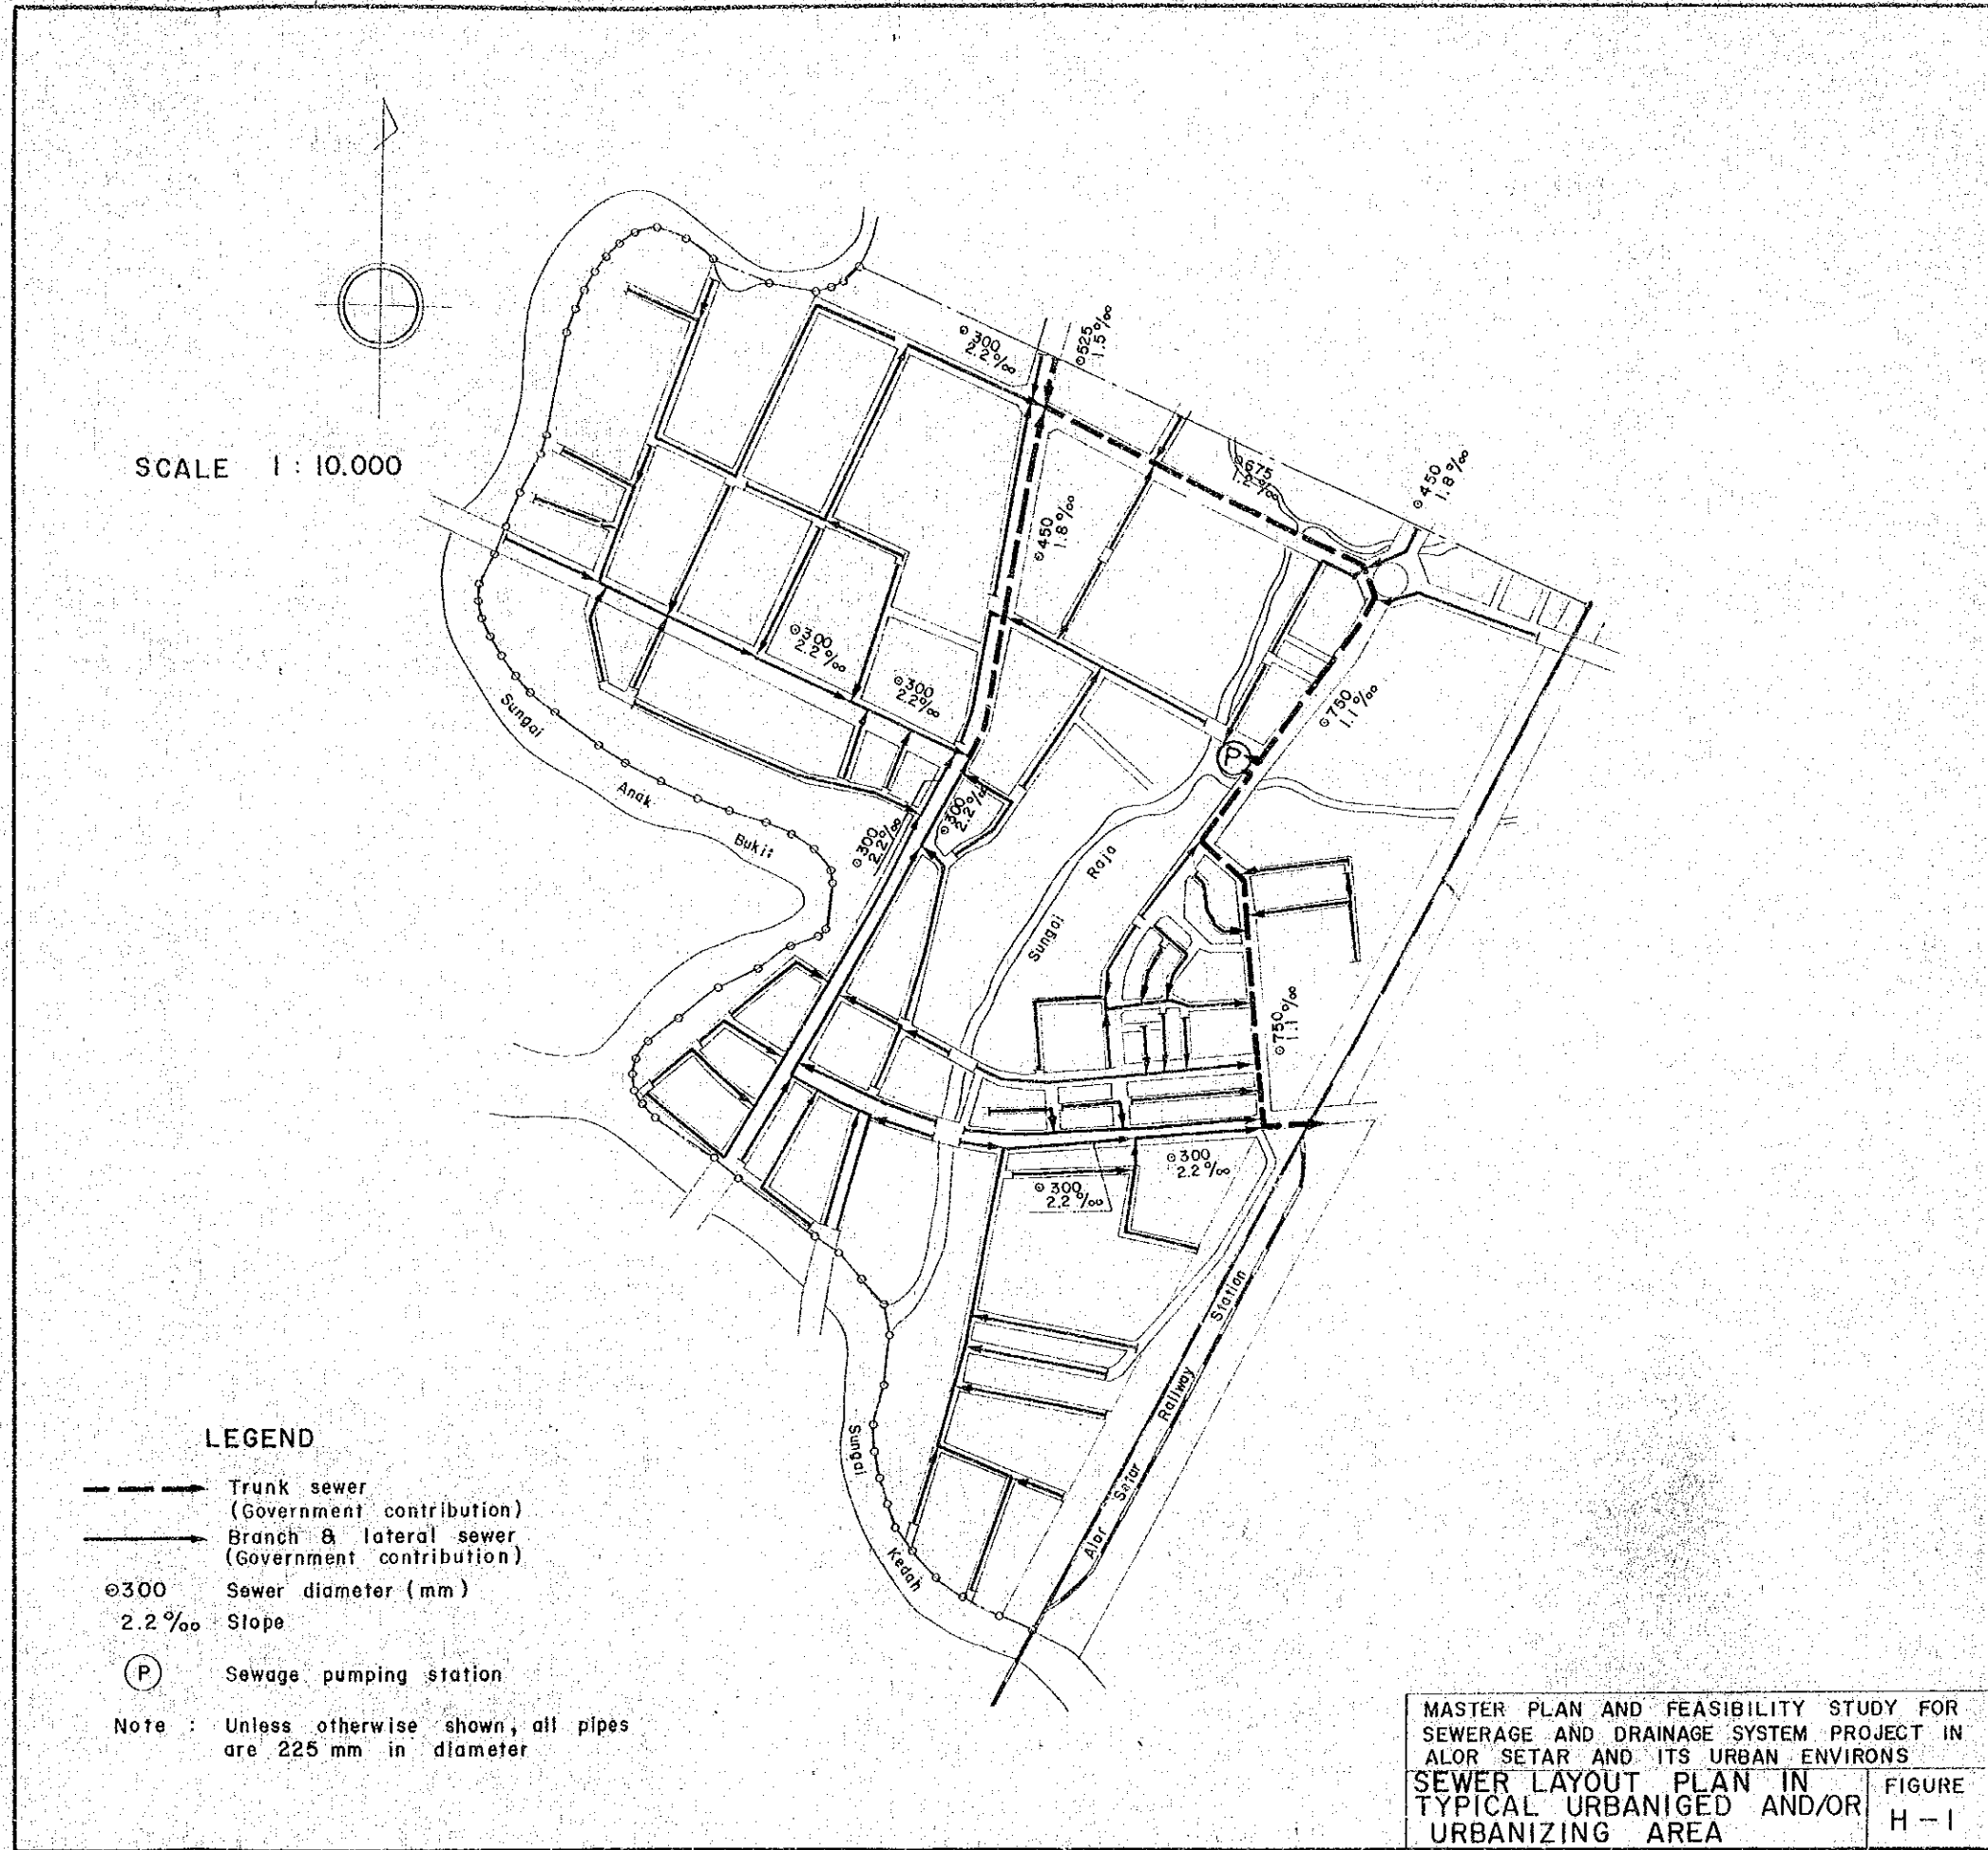 SCALE 1 : 10.000
⌀300
2.2‰
⌀525
1.5‰
⌀675
1.2‰
⌀450
1.8‰
⌀450
1.8‰
⌀300
2.2‰
⌀300
2.2‰
⌀750
1.1‰
P
⌀300
2.2‰
⌀300
2.2‰
Sungai
Anak
Bukit
Sungai
Raja
⌀750
1.1‰
⌀300
2.2‰
⌀300
2.2‰
Alor Setar Railway Station
Sungai
Kedah
LEGEND
Trunk sewer
(Government contribution)
Branch & lateral sewer
(Government contribution)
⌀300 Sewer diameter (mm)
2.2‰ Slope
P Sewage pumping station
Note : Unless otherwise shown, all pipes
are 225 mm in diameter
MASTER PLAN AND FEASIBILITY STUDY FOR
SEWERAGE AND DRAINAGE SYSTEM PROJECT IN
ALOR SETAR AND ITS URBAN ENVIRONS
SEWER LAYOUT PLAN IN
TYPICAL URBANIGED AND/OR
URBANIZING AREA
FIGURE
H-1